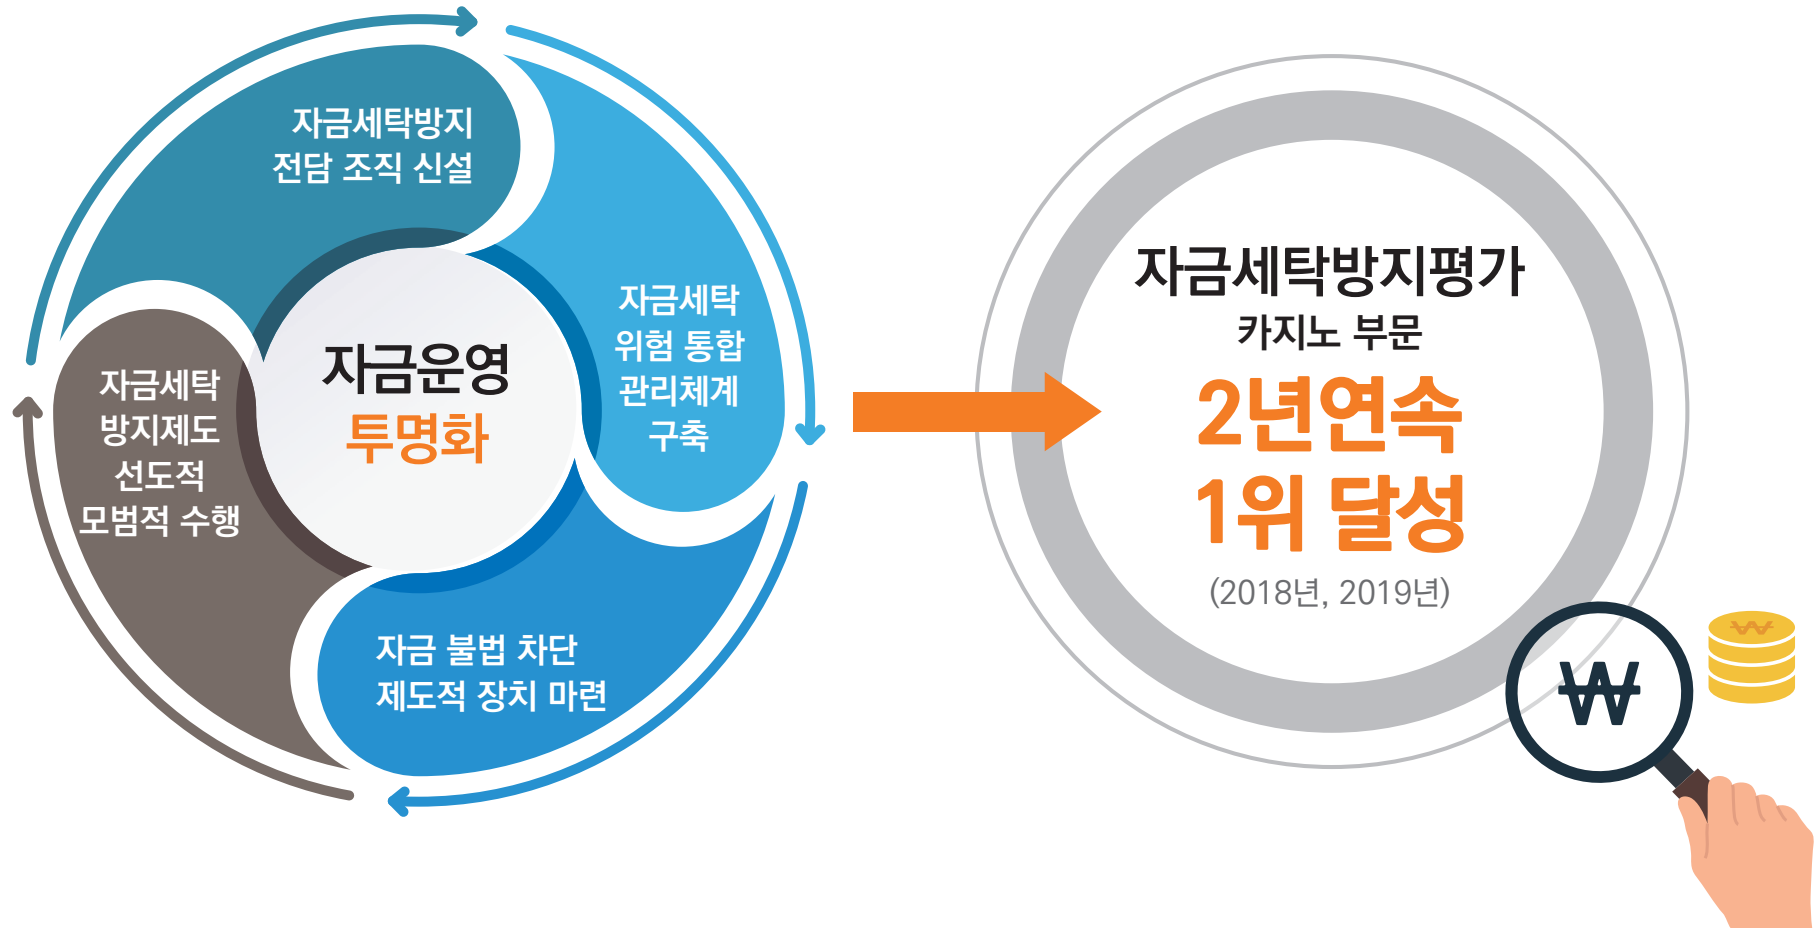 자금세탁방지
전담 조직 신설
자금세탁
위험 통합
관리체계
구축
자금 불법 차단
제도적 장치 마련
자금세탁
방지제도
선도적
모범적 수행
자금운영
투명화
자금세탁방지평가
카지노 부문
2년연속
1위 달성
(2018년, 2019년)
₩
₩